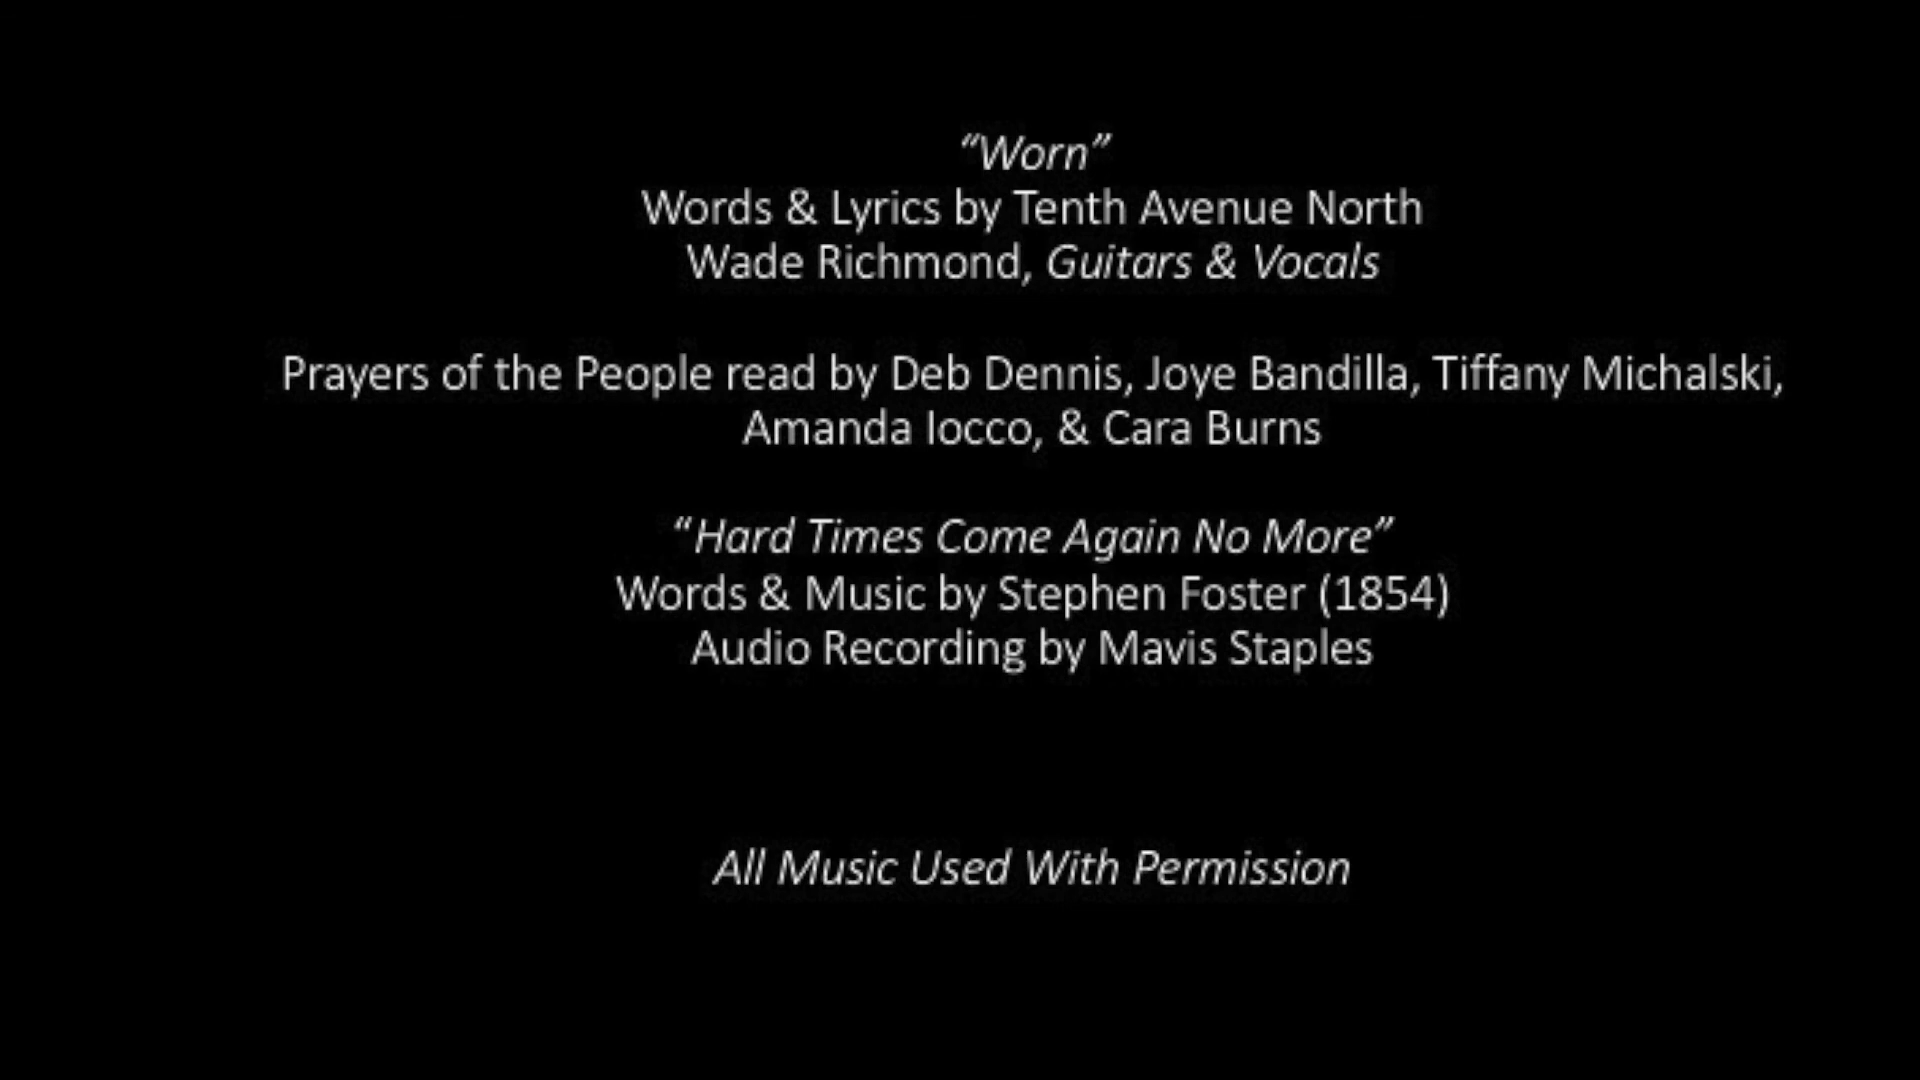 “Worn”
Words & Lyrics by Tenth Avenue North
Wade Richmond, Guitars & Vocals
Prayers of the People read by Deb Dennis, Joye Bandilla, Tiffany Michalski,
Amanda Iocco, & Cara Burns
“Hard Times Come Again No More”
Words & Music by Stephen Foster (1854)
Audio Recording by Mavis Staples
All Music Used With Permission